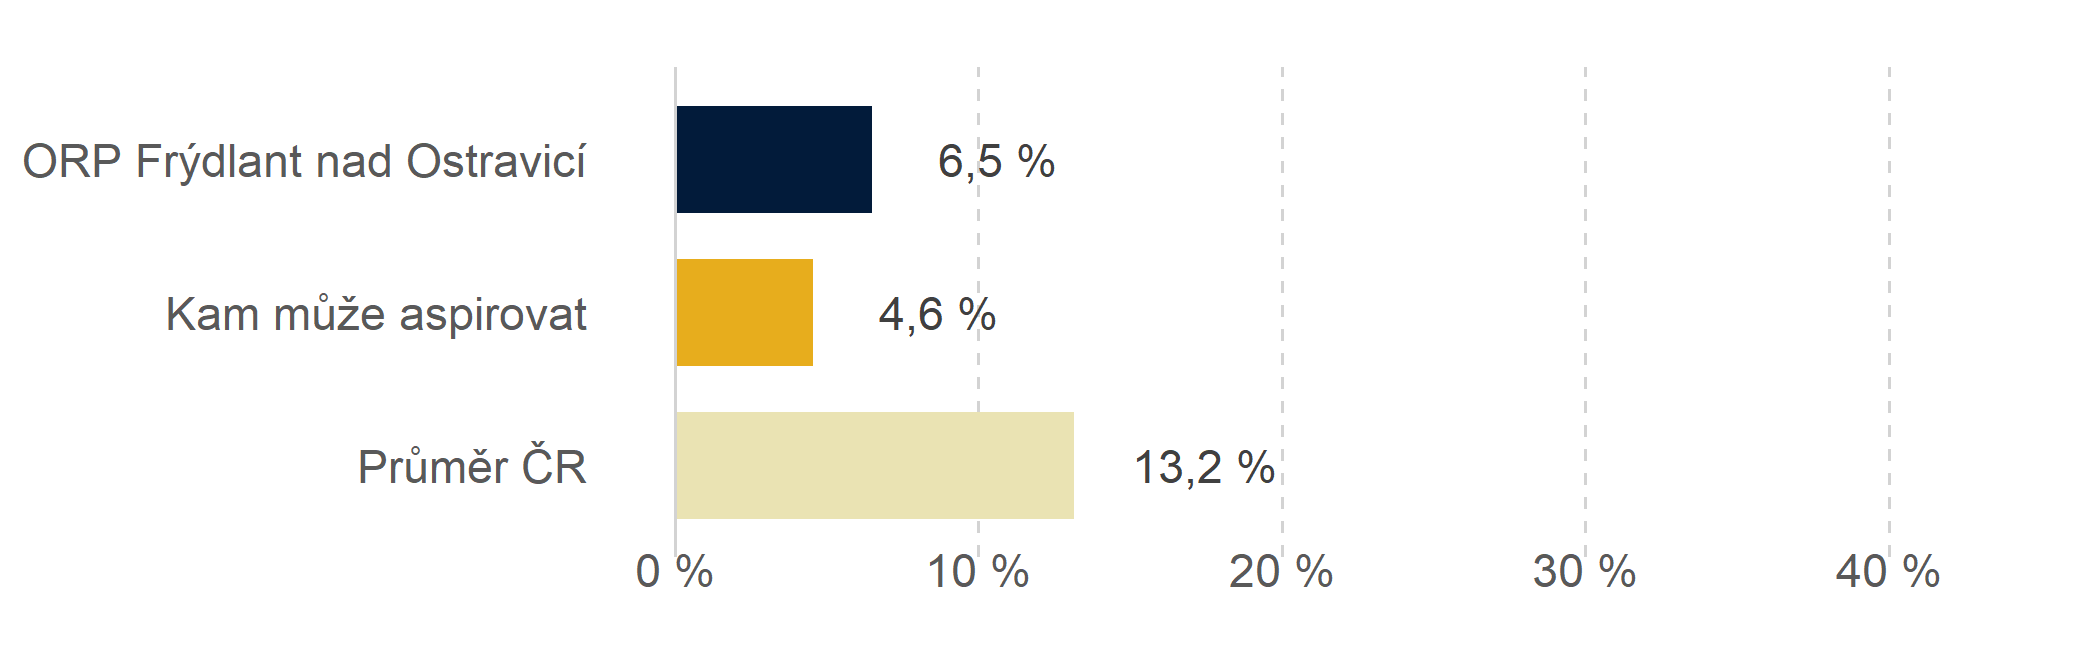 ORP Frýdlant nad Ostravicí
6,5 %
Kam může aspirovat
4,6 %
Průměr ČR
13,2 %
0 %
10 %
20 %
30 %
40 %